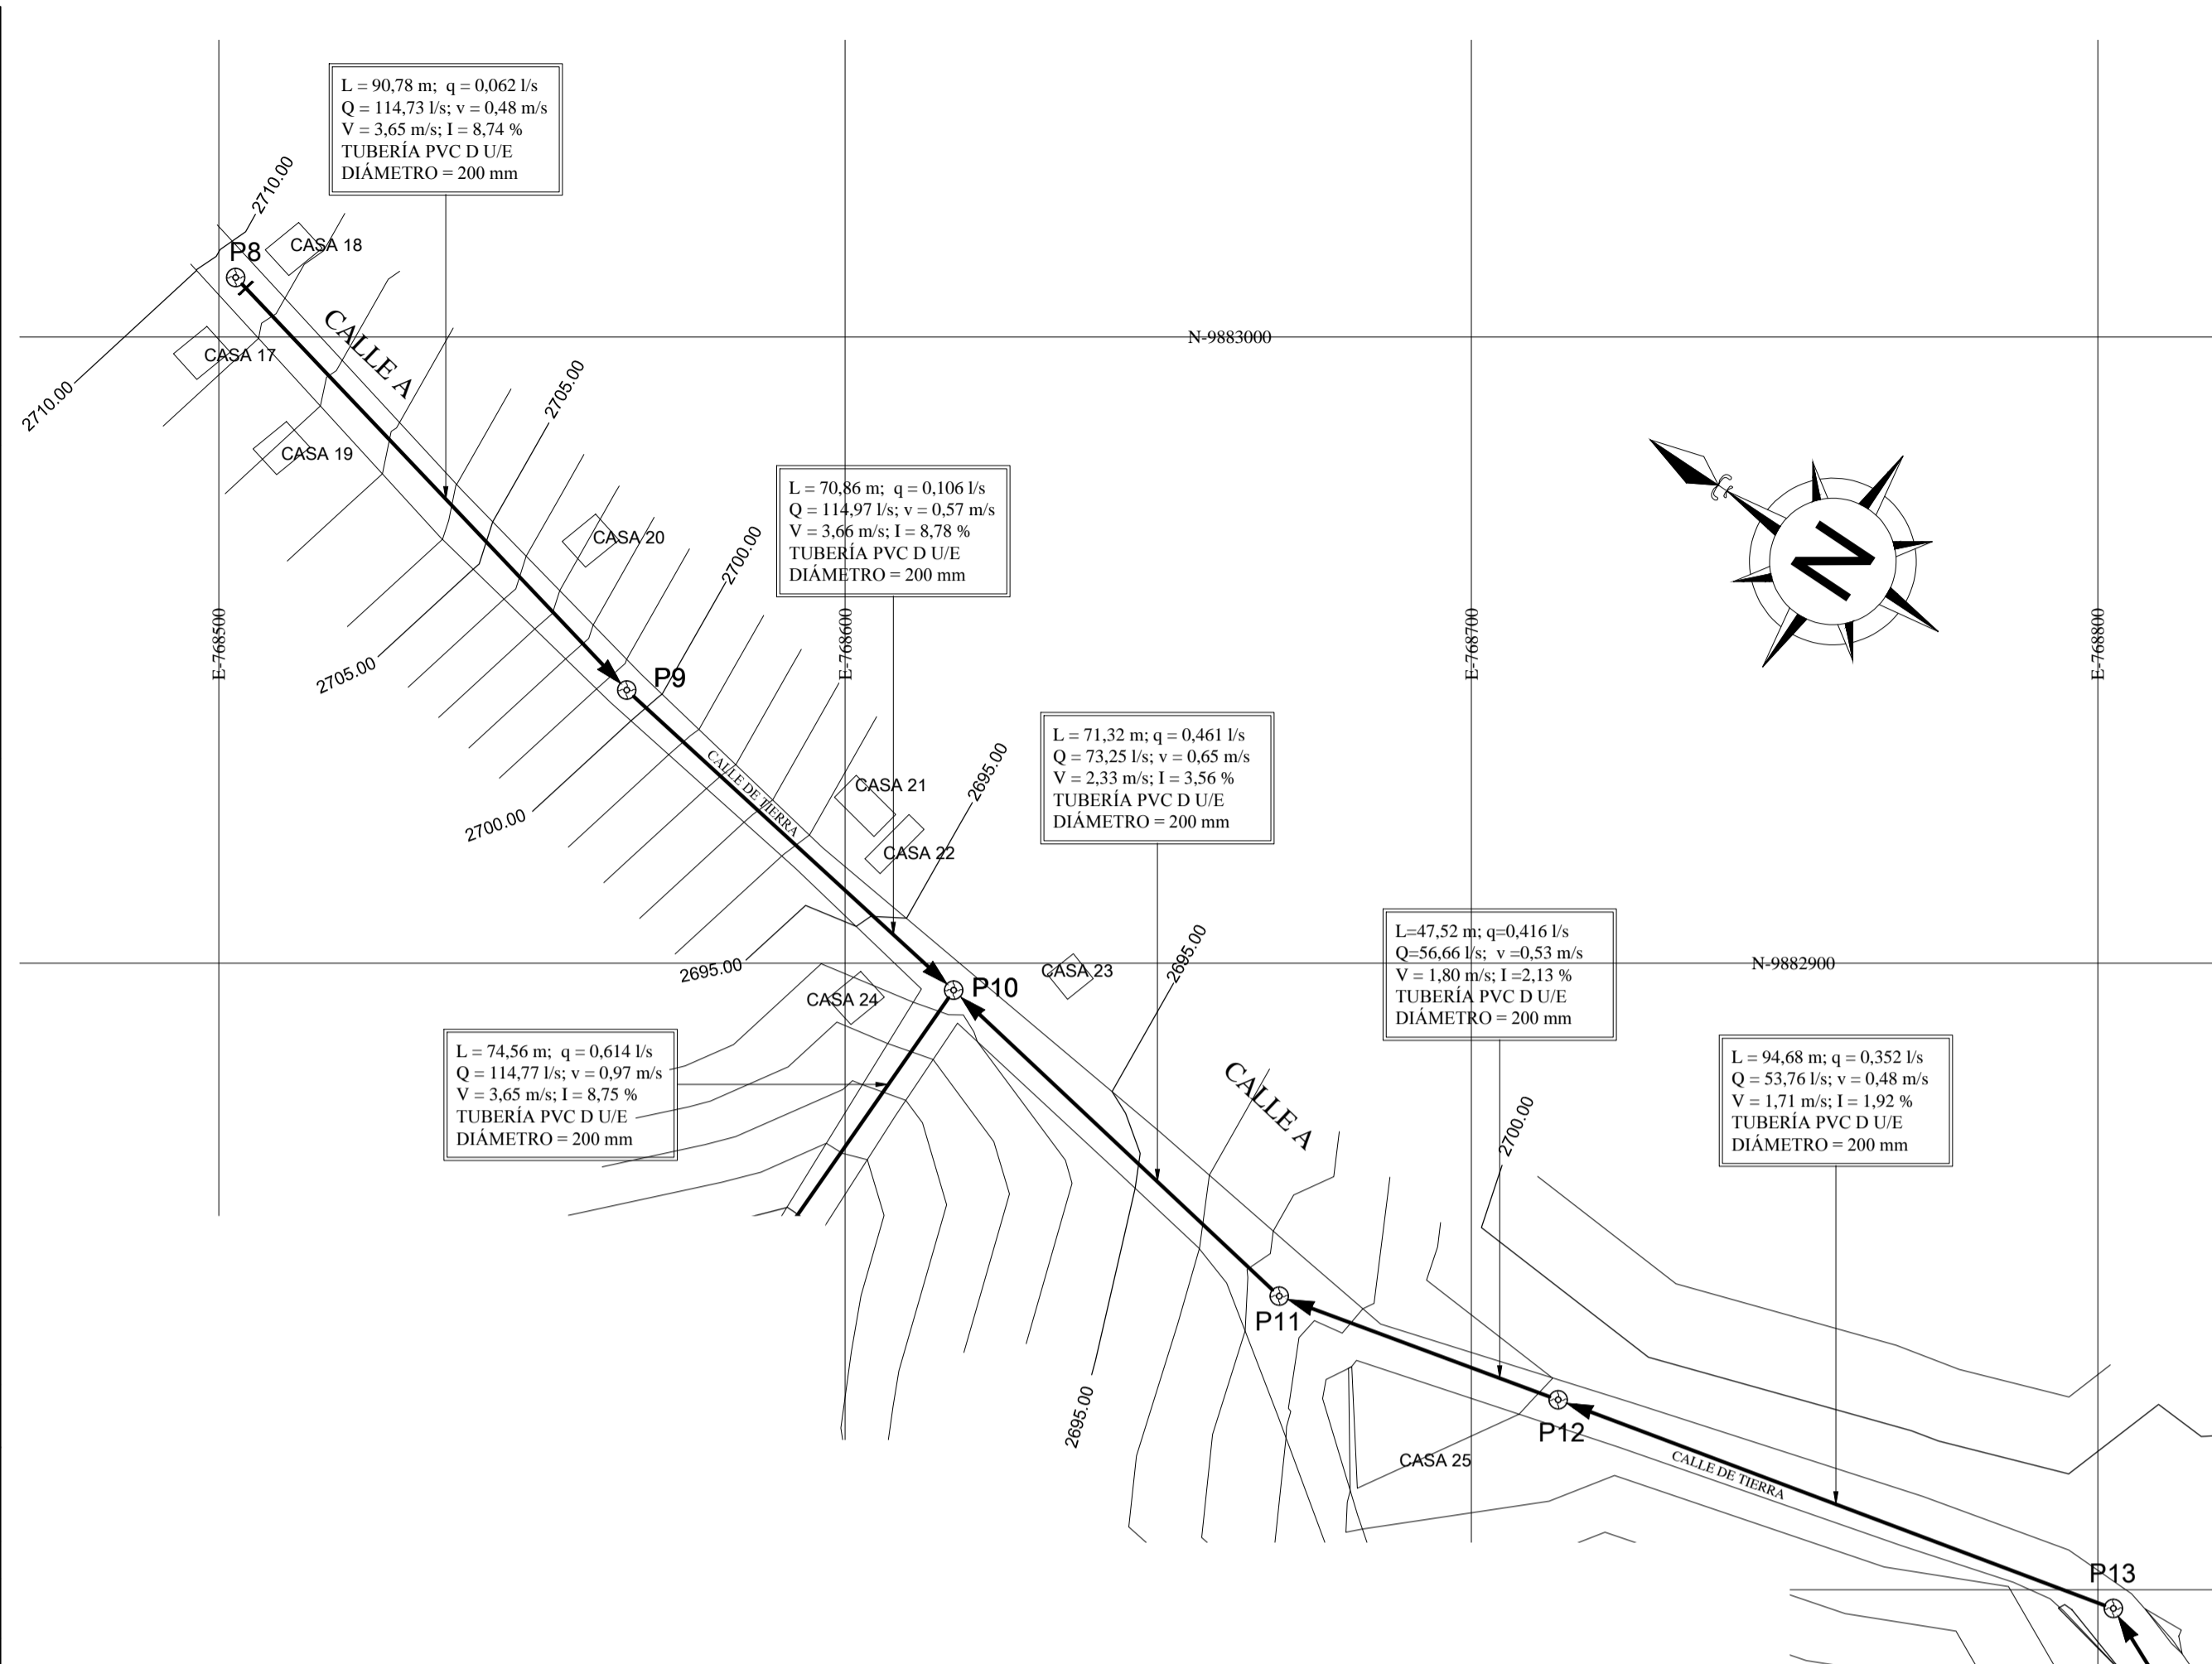 L = 90,78 m; q = 0,062 l/s
Q = 114,73 l/s; v = 0,48 m/s
V = 3,65 m/s; I = 8,74 %
TUBERÍA PVC D U/E
DIÁMETRO = 200 mm
2710.00
P8
CASA 18
CALLE A
N-9883000
CASA 17
2710.00
2705.00
CASA 19
L = 70,86 m; q = 0,106 l/s
Q = 114,97 l/s; v = 0,57 m/s
V = 3,66 m/s; I = 8,78 %
TUBERÍA PVC D U/E
DIÁMETRO = 200 mm
N
CASA 20
2700.00
E-768500
E-768600
E-768700
E-768800
2705.00
P9
L = 71,32 m; q = 0,461 l/s
Q = 73,25 l/s; v = 0,65 m/s
V = 2,33 m/s; I = 3,56 %
TUBERÍA PVC D U/E
DIÁMETRO = 200 mm
CALLE DE TIERRA
CASA 21
2695.00
2700.00
CASA 22
L=47,52 m; q=0,416 l/s
Q=56,66 l/s; v =0,53 m/s
V = 1,80 m/s; I =2,13 %
TUBERÍA PVC D U/E
DIÁMETRO = 200 mm
2695.00
2695.00
CASA 23
N-9882900
CASA 24
P10
L = 74,56 m; q = 0,614 l/s
Q = 114,77 l/s; v = 0,97 m/s
V = 3,65 m/s; I = 8,75 %
TUBERÍA PVC D U/E
DIÁMETRO = 200 mm
L = 94,68 m; q = 0,352 l/s
Q = 53,76 l/s; v = 0,48 m/s
V = 1,71 m/s; I = 1,92 %
TUBERÍA PVC D U/E
DIÁMETRO = 200 mm
CALLE A
2700.00
P11
2695.00
P12
CASA 25
CALLE DE TIERRA
P13